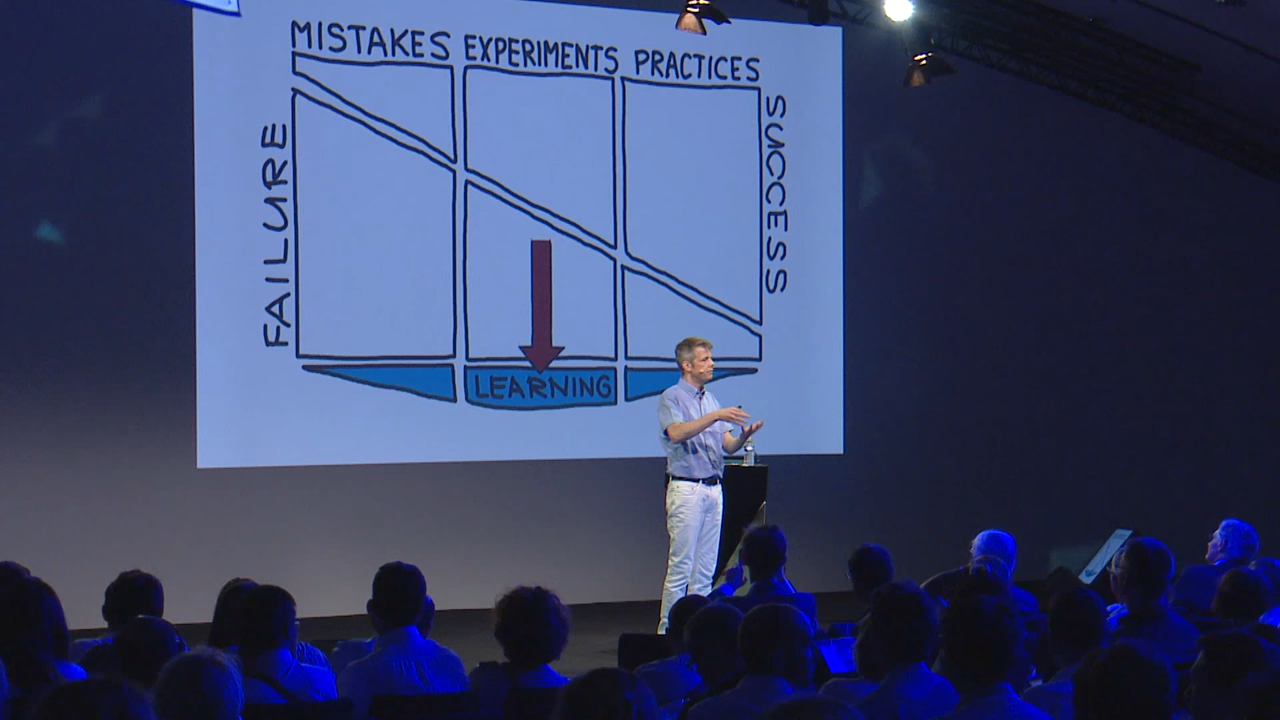 MISTAKES EXPERIMENTS PRACTICES
FAILURE
SUCCESS
LEARNING